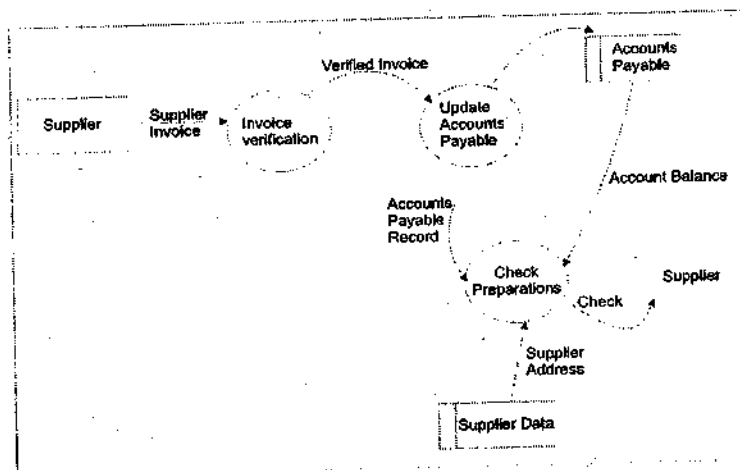 Accounts
Payable
Verified Invoice
Supplier
Supplier
Invoice
Invoice
verification
Update
Accounts
Payable
Account Balance
Accounts
Payable
Record
Check
Preparations
Check
Supplier
Supplier
Address
Supplier Data